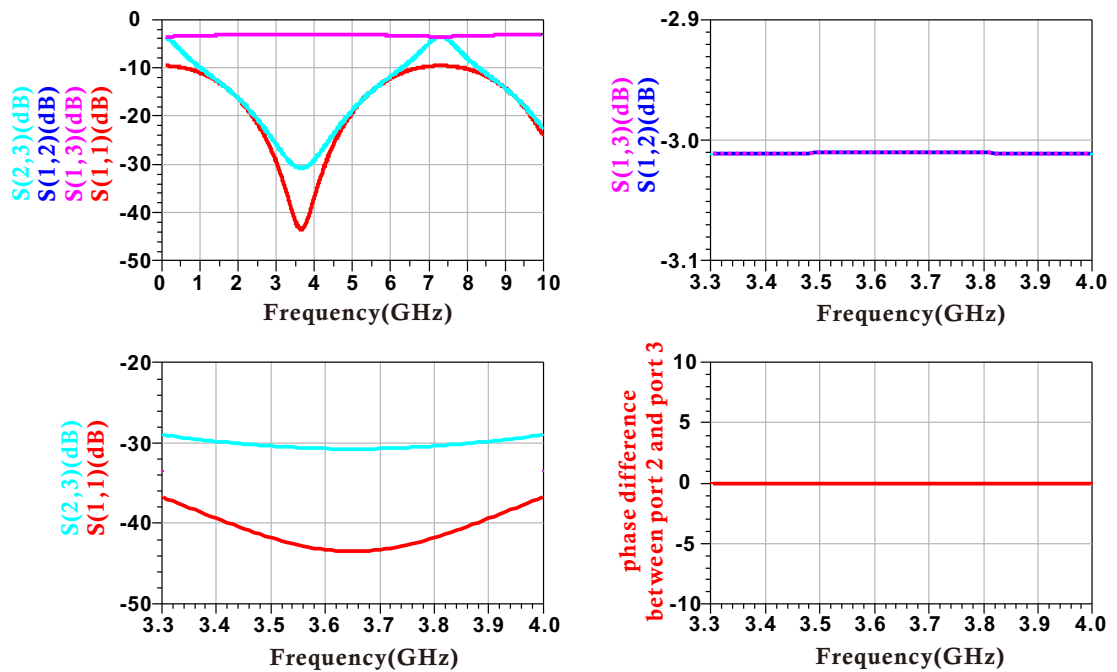 S(2,3)(dB)
S(1,2)(dB)
S(1,3)(dB)
S(1,1)(dB)
0
-10
-20
-30
-40
-50
0 1 2 3 4 5 6 7 8 9 10
Frequency(GHz)
S(1,3)(dB)
S(1,2)(dB)
-2.9
-3.0
-3.1
3.3 3.4 3.5 3.6 3.7 3.8 3.9 4.0
Frequency(GHz)
S(2,3)(dB)
S(1,1)(dB)
-20
-30
-40
-50
3.3 3.4 3.5 3.6 3.7 3.8 3.9 4.0
Frequency(GHz)
phase difference
between port 2 and port 3
10
5
0
-5
-10
3.3 3.4 3.5 3.6 3.7 3.8 3.9 4.0
Frequency(GHz)